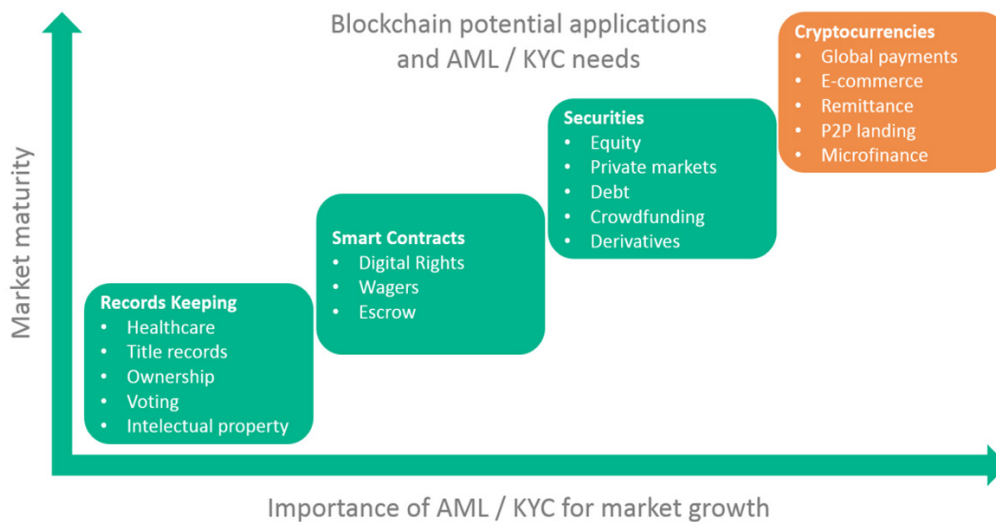 Blockchain potential applications
and AML / KYC needs
Market maturity
Cryptocurrencies
• Global payments
• E-commerce
• Remittance
• P2P landing
• Microfinance
Securities
• Equity
• Private markets
• Debt
• Crowdfunding
• Derivatives
Smart Contracts
• Digital Rights
• Wagers
• Escrow
Records Keeping
• Healthcare
• Title records
• Ownership
• Voting
• Intelectual property
Importance of AML / KYC for market growth